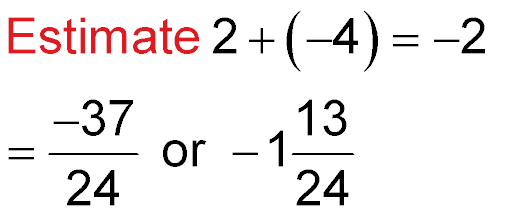 Estimate 2 + (−4) = −2
= −37/24 or −1 13/24